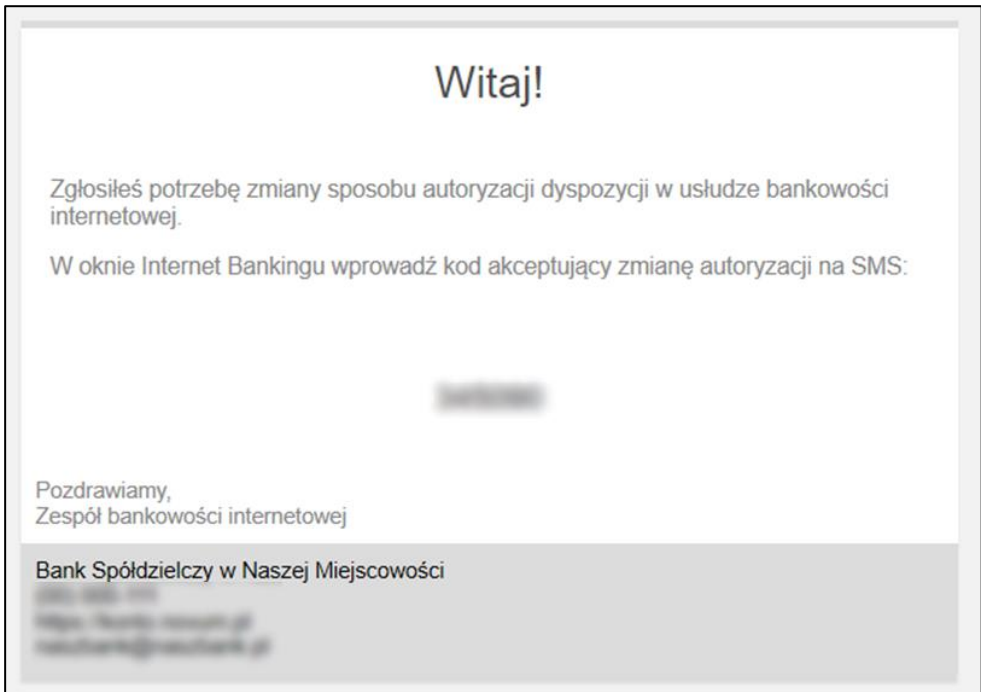 Witaj!
Zgłosiłeś potrzebę zmiany sposobu autoryzacji dyspozycji w usłudze bankowości
internetowej.
W oknie Internet Bankingu wprowadź kod akceptujący zmianę autoryzacji na SMS:
Pozdrawiamy,
Zespół bankowości internetowej
Bank Spółdzielczy w Naszej Miejscowości